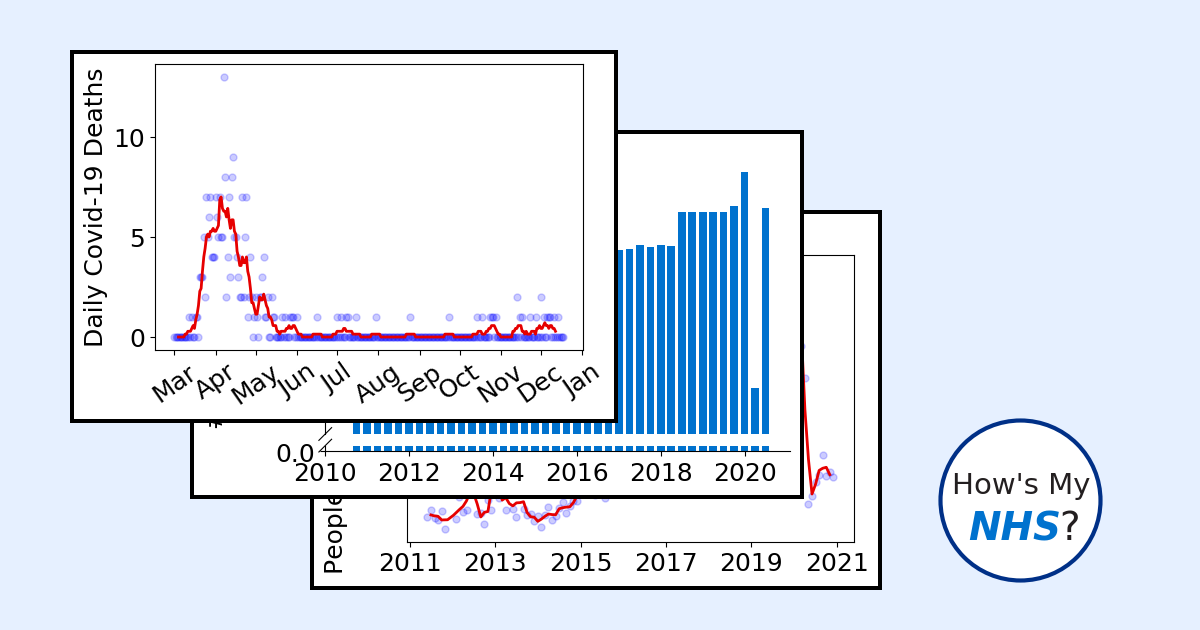 Daily Covid-19 Deaths
10
5
0
Mar Apr May Jun Jul Aug Sep Oct Nov Dec Jan
0.0
2010 2012 2014 2016 2018 2020
People
2011 2013 2015 2017 2019 2021
How's My
NHS?